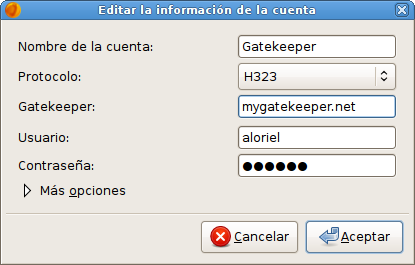 Editar la información de la cuenta
Nombre de la cuenta: Gatekeeper
Protocolo: H323
Gatekeeper: mygatekeeper.net
Usuario: aloriel
Contraseña: ●●●●●●
Más opciones
Cancelar Aceptar